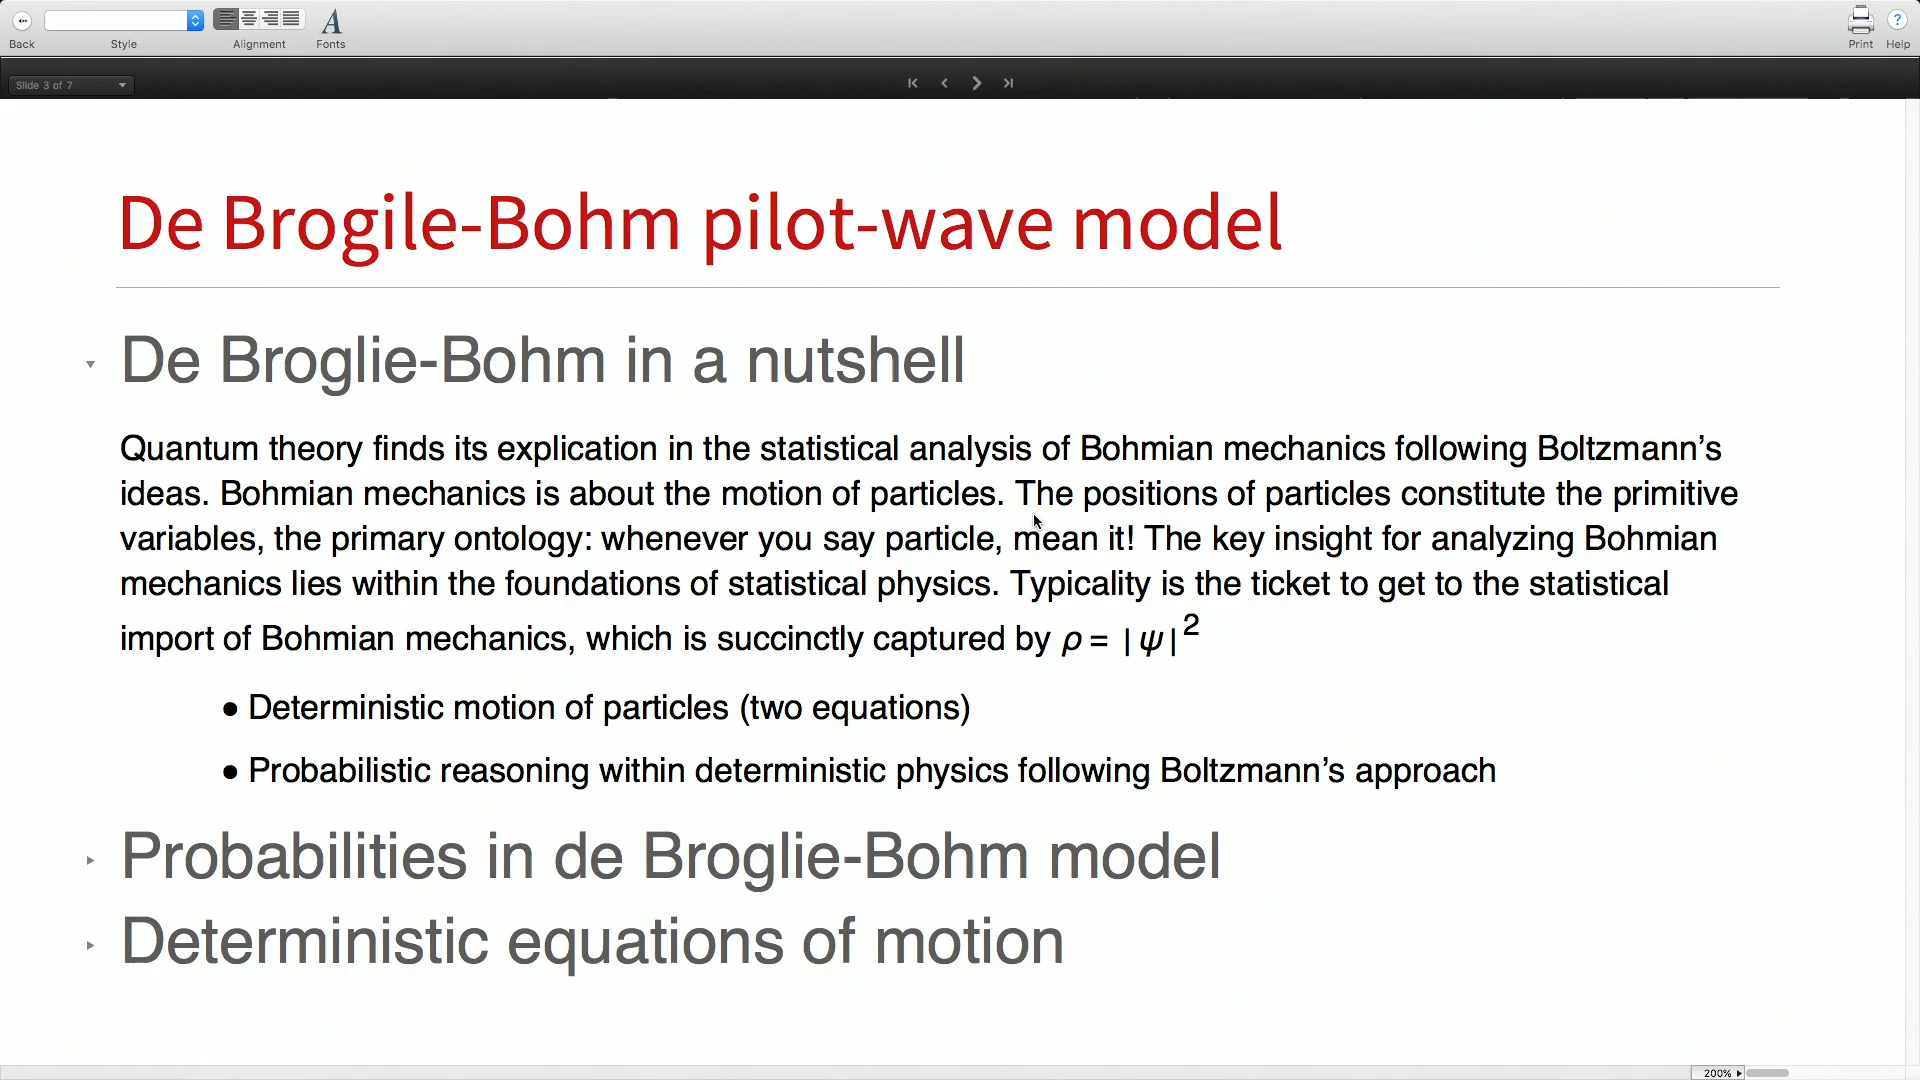 Back
Style
Alignment
Fonts
Print
Help
Slide 3 of 7
De Brogile-Bohm pilot-wave model
De Broglie-Bohm in a nutshell
Quantum theory finds its explication in the statistical analysis of Bohmian mechanics following Boltzmann’s
ideas. Bohmian mechanics is about the motion of particles. The positions of particles constitute the primitive
variables, the primary ontology: whenever you say particle, mean it! The key insight for analyzing Bohmian
mechanics lies within the foundations of statistical physics. Typicality is the ticket to get to the statistical
import of Bohmian mechanics, which is succinctly captured by ρ = |ψ|²
• Deterministic motion of particles (two equations)
• Probabilistic reasoning within deterministic physics following Boltzmann’s approach
Probabilities in de Broglie-Bohm model
Deterministic equations of motion
200%